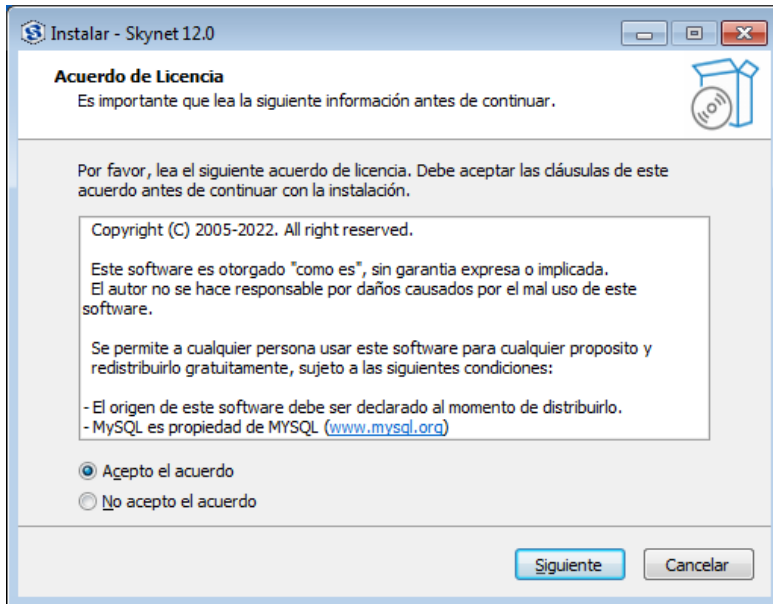 Instalar - Skynet 12.0
Acuerdo de Licencia
Es importante que lea la siguiente información antes de continuar.
Por favor, lea el siguiente acuerdo de licencia. Debe aceptar las cláusulas de este
acuerdo antes de continuar con la instalación.
Copyright (C) 2005-2022. All right reserved.
Este software es otorgado "como es", sin garantia expresa o implicada.
El autor no se hace responsable por daños causados por el mal uso de este
software.
Se permite a cualquier persona usar este software para cualquier proposito y
redistribuirlo gratuitamente, sujeto a las siguientes condiciones:
- El origen de este software debe ser declarado al momento de distribuirlo.
- MySQL es propiedad de MYSQL (www.mysql.org)
Acepto el acuerdo
No acepto el acuerdo
Siguiente Cancelar